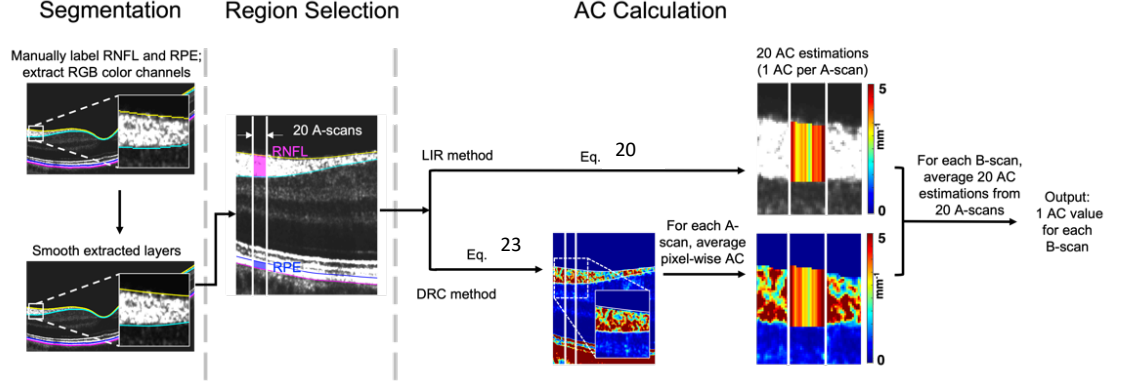 Segmentation
Region Selection
AC Calculation
Manually label RNFL and RPE;
extract RGB color channels
Smooth extracted layers
20 A-scans
RNFL
RPE
LIR method
Eq. 20
Eq. 23
DRC method
For each A-
scan, average
pixel-wise AC
20 AC estimations
(1 AC per A-scan)
5
mm⁻¹
0
5
mm⁻¹
0
For each B-scan,
average 20 AC
estimations from
20 A-scans
Output:
1 AC value
for each
B-scan